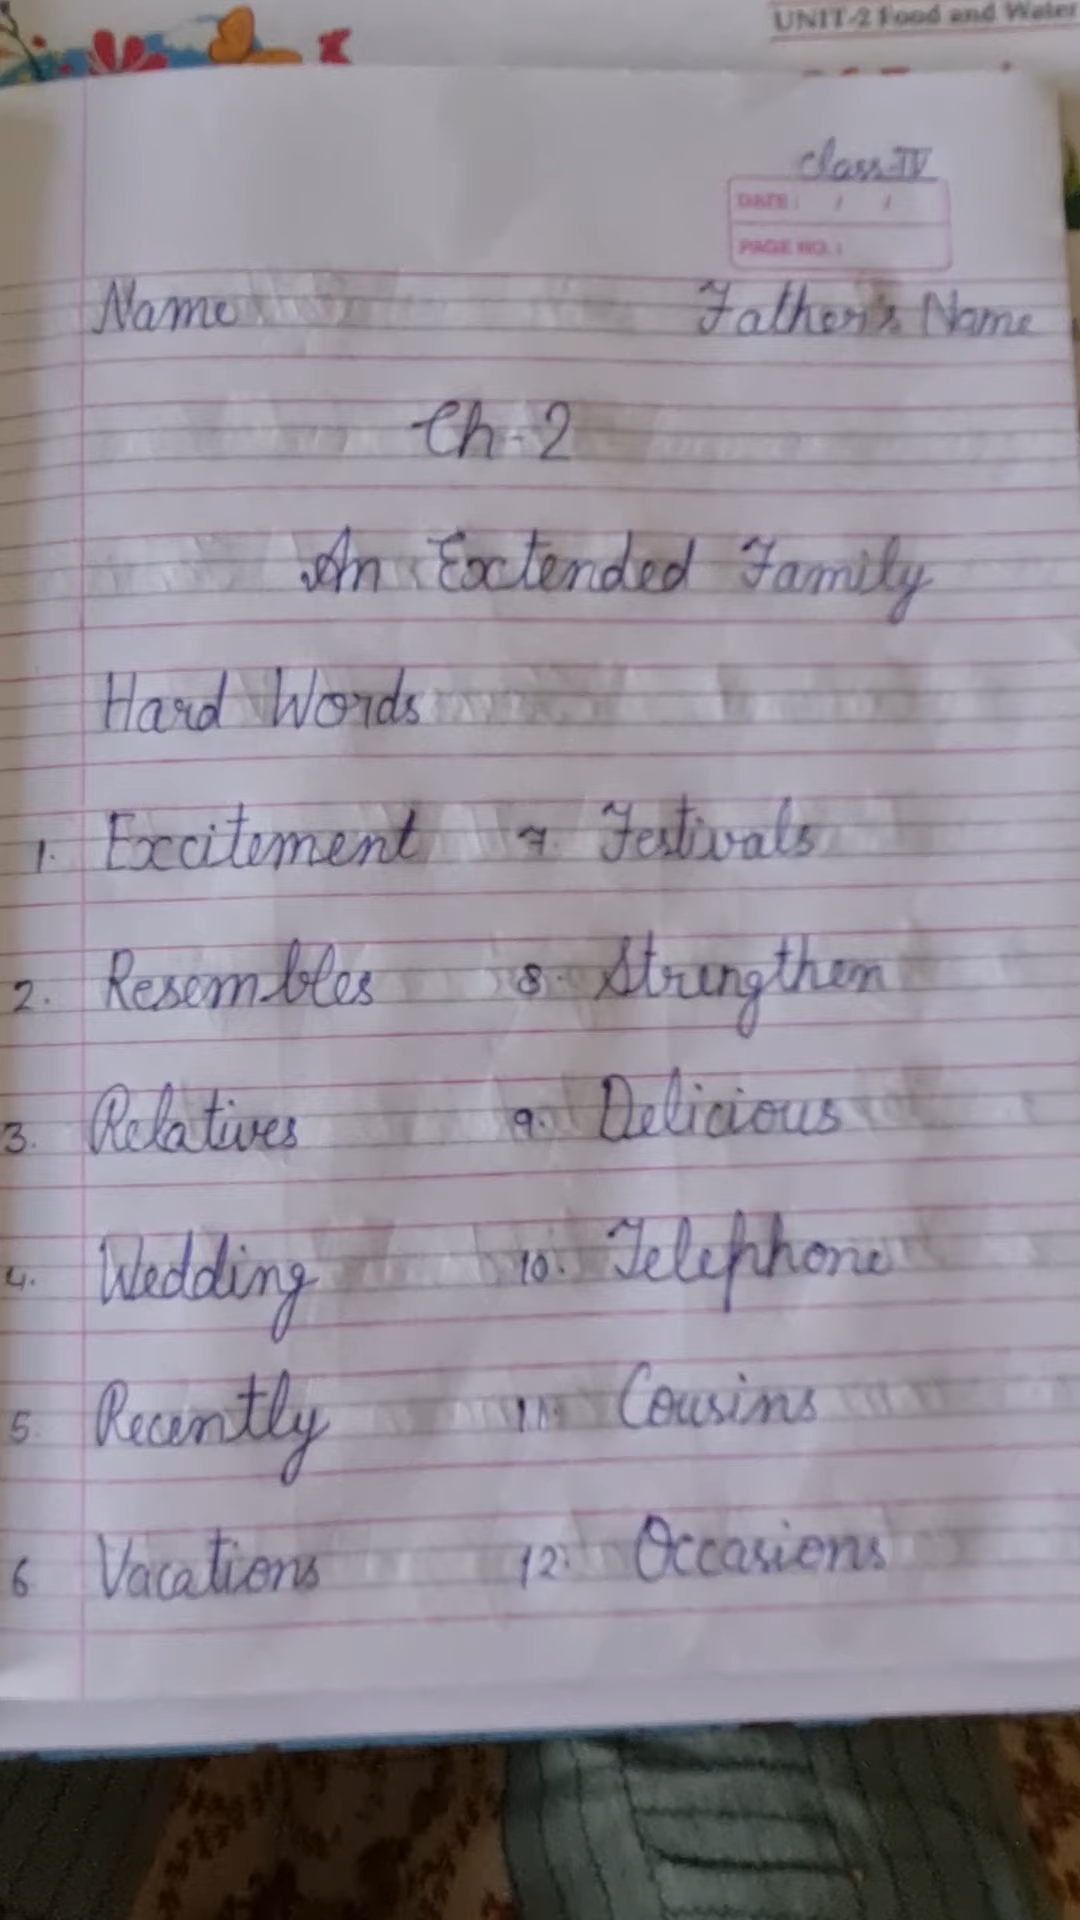 UNIT-2 Food and Water
Class-IV
DATE: / /
PAGE NO.:
Name Father's Name
Ch-2
An Extended Family
Hard Words
1. Excitement 7. Festivals
2. Resembles 8. Strengthen
3. Relatives 9. Delicious
4. Wedding 10. Telephone
5. Recently 11. Cousins
6 Vacations 12. Occasions